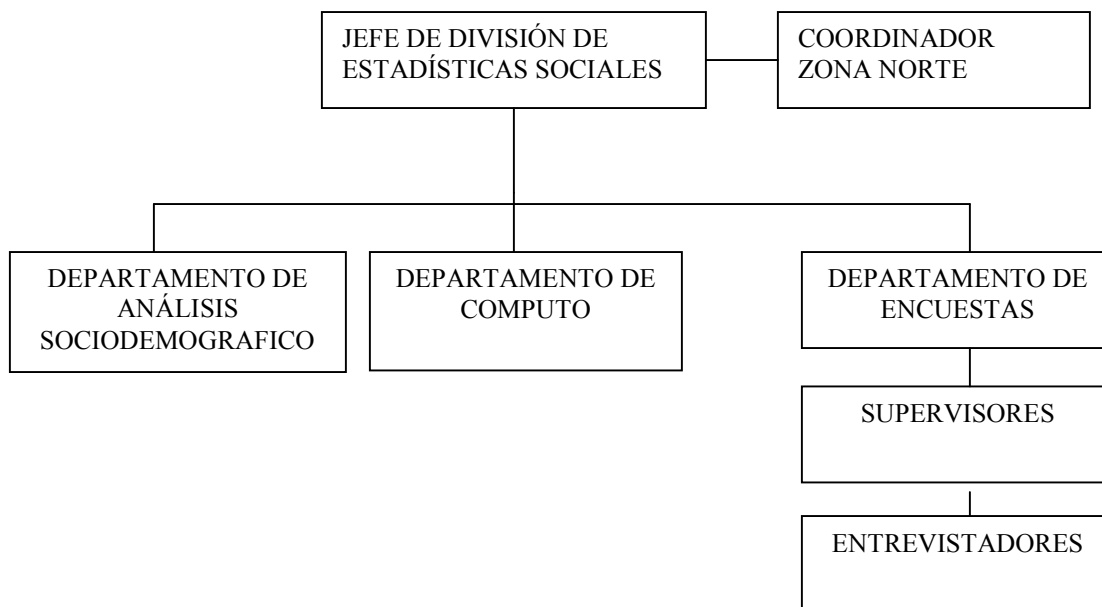 JEFE DE DIVISIÓN DE
ESTADÍSTICAS SOCIALES
COORDINADOR
ZONA NORTE
DEPARTAMENTO DE
ANÁLISIS
SOCIODEMOGRAFICO
DEPARTAMENTO DE
COMPUTO
DEPARTAMENTO DE
ENCUESTAS
SUPERVISORES
ENTREVISTADORES